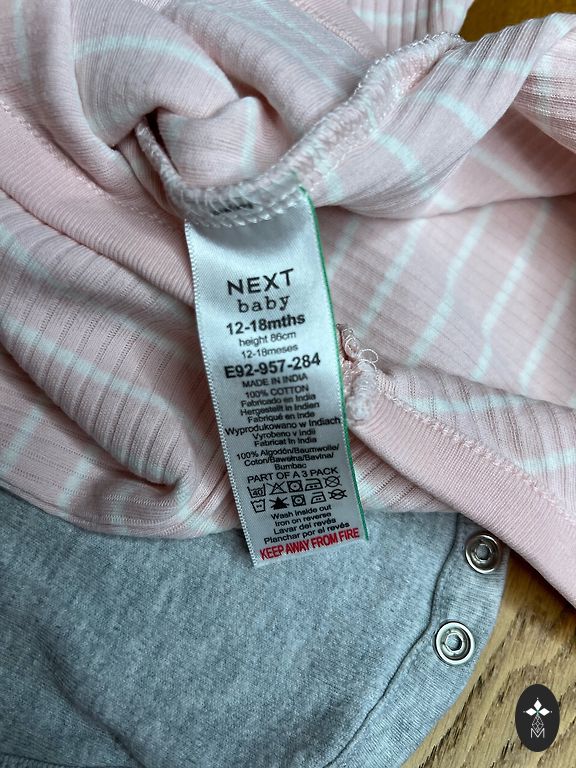 NEXT
baby
12-18mths
height 86cm
12-18meses
E92-957-284
MADE IN INDIA
100% COTTON
Fabricado en India
Hergestellt in Indien
Fabriqué en Inde
Wyprodukowano w Indiach
Vyrobeno v Indii
Fabricat în India
100% Algodón/Baumwolle/
Coton/Bawełna/Bavlna/
Bumbac
PART OF A 3 PACK
40
Wash inside out
Iron on reverse
Lavar del revés
Planchar por el revés
KEEP AWAY FROM FIRE